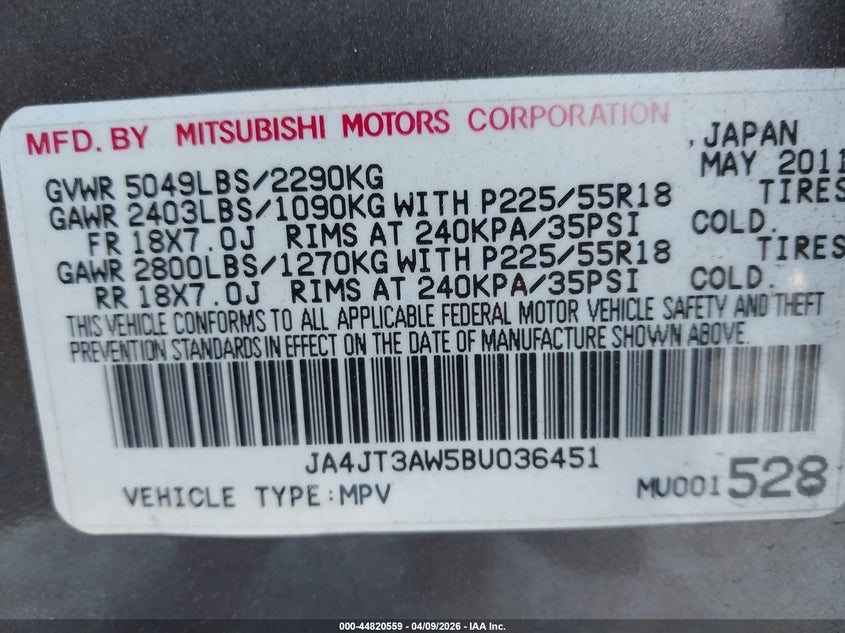 MFD. BY MITSUBISHI MOTORS CORPORATION , JAPAN
GVWR 5049LBS/2290KG MAY 2011
GAWR 2403LBS/1090KG WITH P225/55R18 TIRES
FR 18X7.0J RIMS AT 240KPA/35PSI COLD.
GAWR 2800LBS/1270KG WITH P225/55R18 TIRES
RR 18X7.0J RIMS AT 240KPA/35PSI COLD.
THIS VEHICLE CONFORMS TO ALL APPLICABLE FEDERAL MOTOR VEHICLE SAFETY AND THEFT
PREVENTION STANDARDS IN EFFECT ON THE DATE OF MANUFACTURE SHOWN ABOVE.
JA4JT3AW5BU036451
VEHICLE TYPE:MPV MU001528
000-44820559 - 04/09/2026 - IAA Inc.